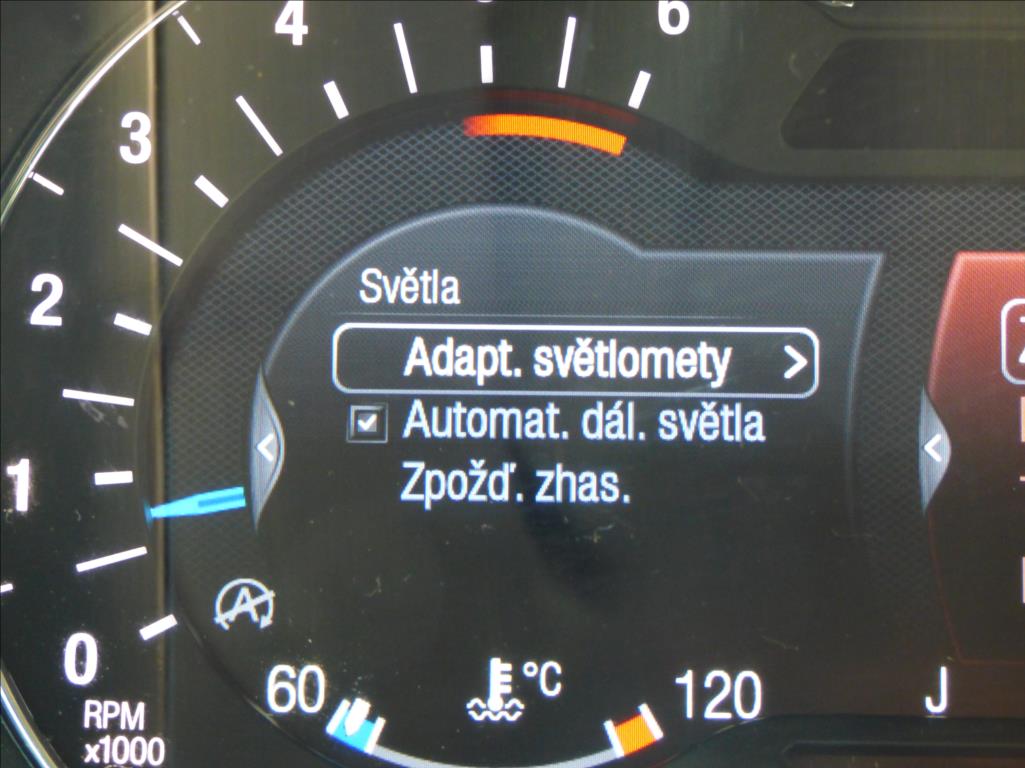 4
6
3
2
1
0
RPM
x1000
Světla
Adapt. světlomety >
Automat. dál. světla
Zpožď. zhas.
A
60
°C
120
J